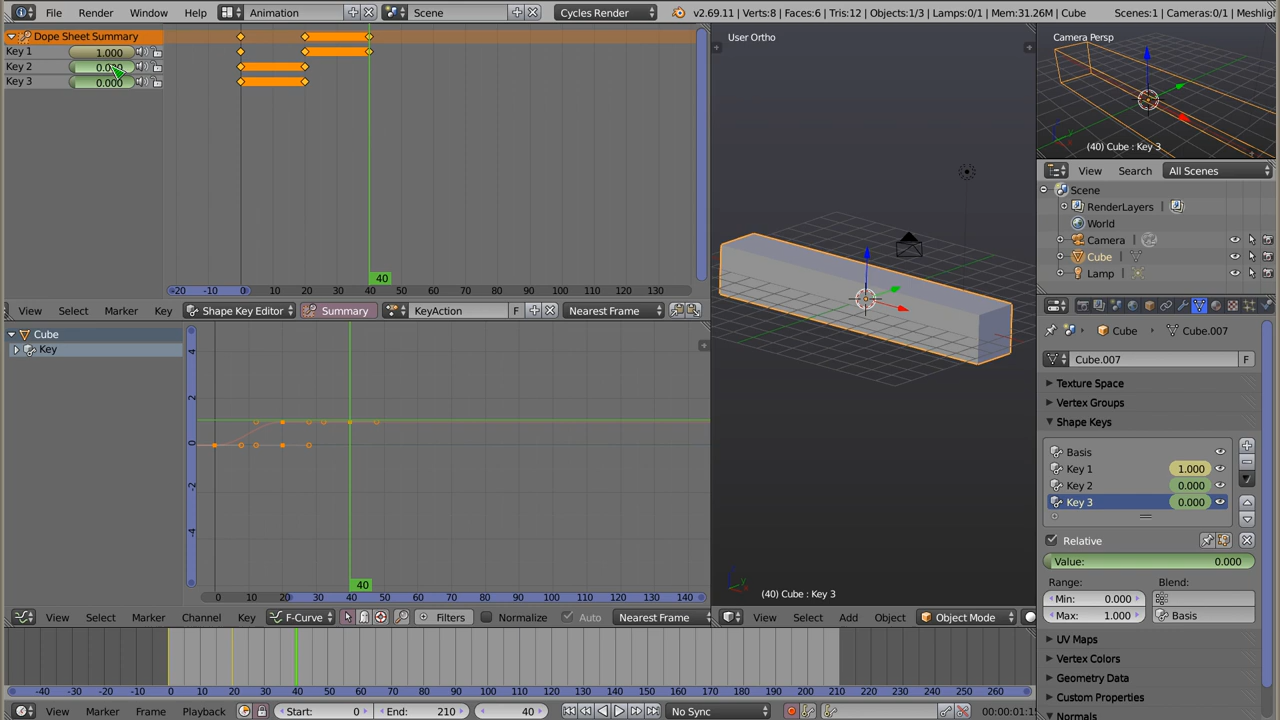 File Render Window Help Animation Scene Cycles Render v2.69.11 | Verts:8 | Faces:6 | Tris:12 | Objects:1/3 | Lamps:0/1 | Mem:31.26M | Cube Scenes:1 | Cameras:0/1 | Meshligh
Dope Sheet Summary
Key 1 1.000
Key 2
Key 3 0.000
40
-20 -10 0 10 20 30 40 50 60 70 80 90 100 110 120 130
View Select Marker Key Shape Key Editor Summary KeyAction F Nearest Frame
Cube
Key
4
2
0
-2
-4
40
0 10 20 30 40 50 60 70 80 90 100 110 120 130 140
View Select Marker Channel Key F-Curve Filters Normalize Auto Nearest Frame
-40 -30 -20 -10 0 10 20 30 40 50 60 70 80 90 100 110 120 130 140 150 160 170 180 190 200 210 220 230 240 250 260
View Marker Frame Playback Start: 0 End: 210 40 No Sync 00:00:01:15
User Ortho
(40) Cube : Key 3
View Select Add Object Object Mode
Camera Persp
(40) Cube : Key 3
View Search All Scenes
Scene
RenderLayers |
World
Camera |
Cube |
Lamp |
Cube Cube.007
Cube.007 F
Texture Space
Vertex Groups
Shape Keys
Basis
Key 1 1.000
Key 2 0.000
Key 3 0.000
Relative
Value: 0.000
Range: Blend:
Min: 0.000
Max: 1.000 Basis
UV Maps
Vertex Colors
Geometry Data
Custom Properties
Normals